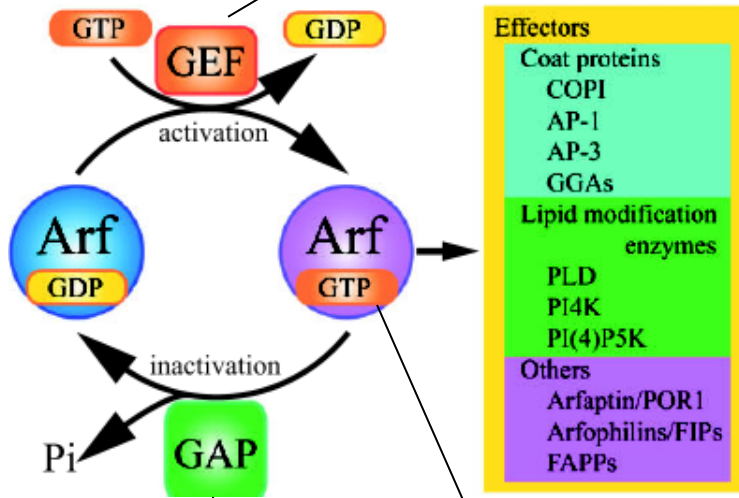 GTP
GEF
GDP
activation
Arf
GDP
Arf
GTP
inactivation
Pi
GAP
Effectors
Coat proteins
COPI
AP-1
AP-3
GGAs
Lipid modification
enzymes
PLD
PI4K
PI(4)P5K
Others
Arfaptin/POR1
Arfophilins/FIPs
FAPPs